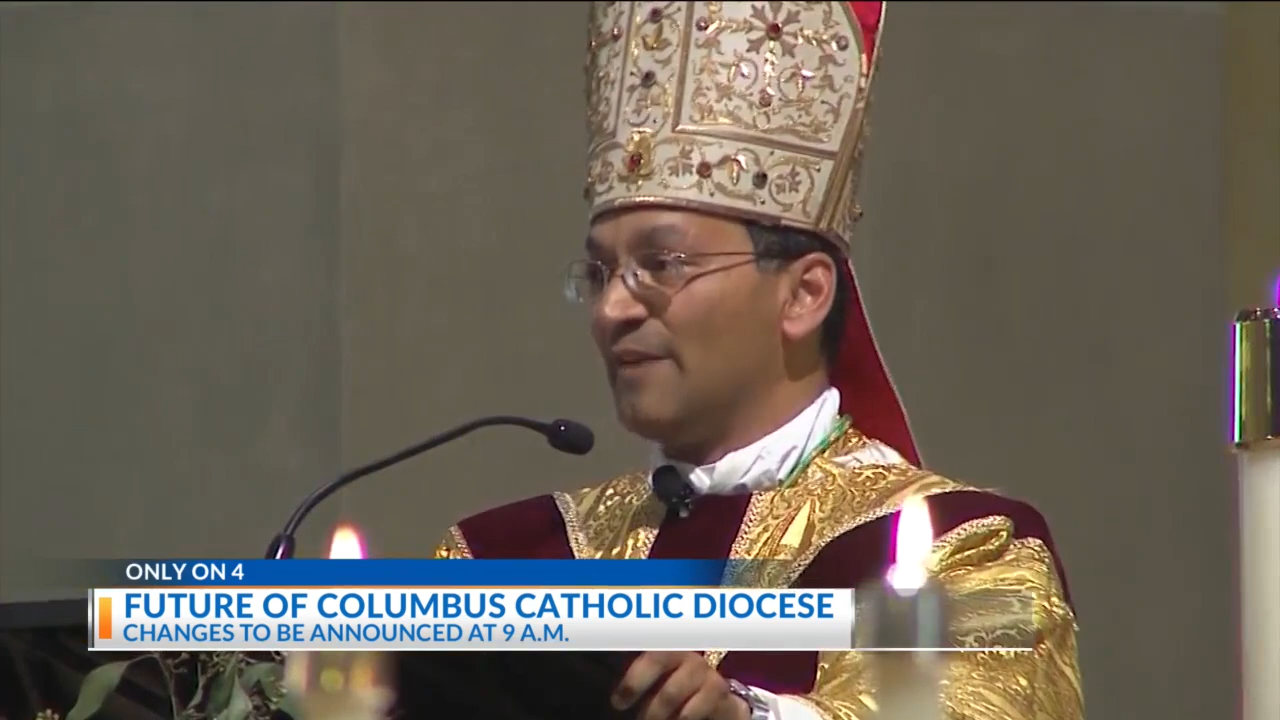 ONLY ON 4
FUTURE OF COLUMBUS CATHOLIC DIOCESE
CHANGES TO BE ANNOUNCED AT 9 A.M.